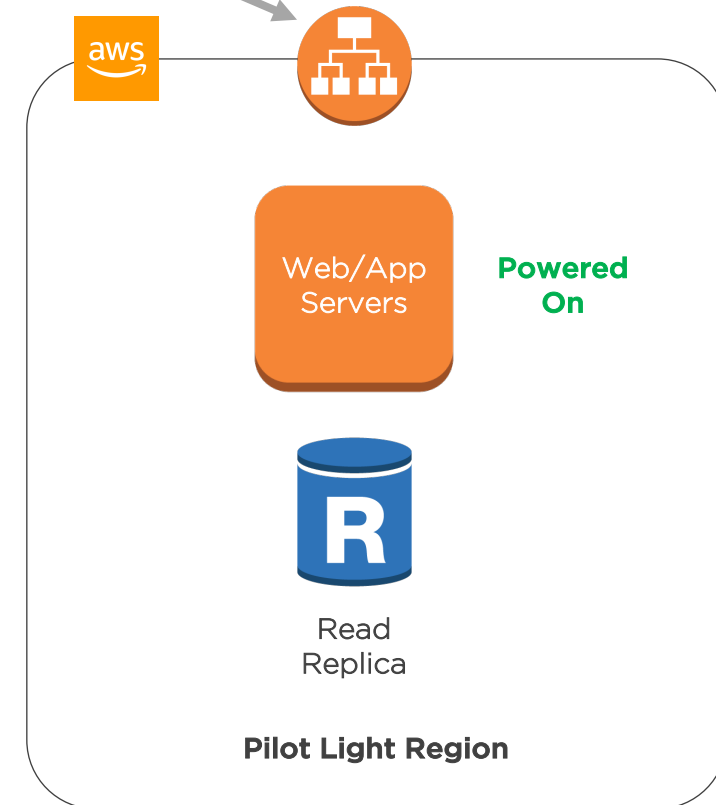 aws
Web/App
Servers
Powered
On
R
Read
Replica
Pilot Light Region